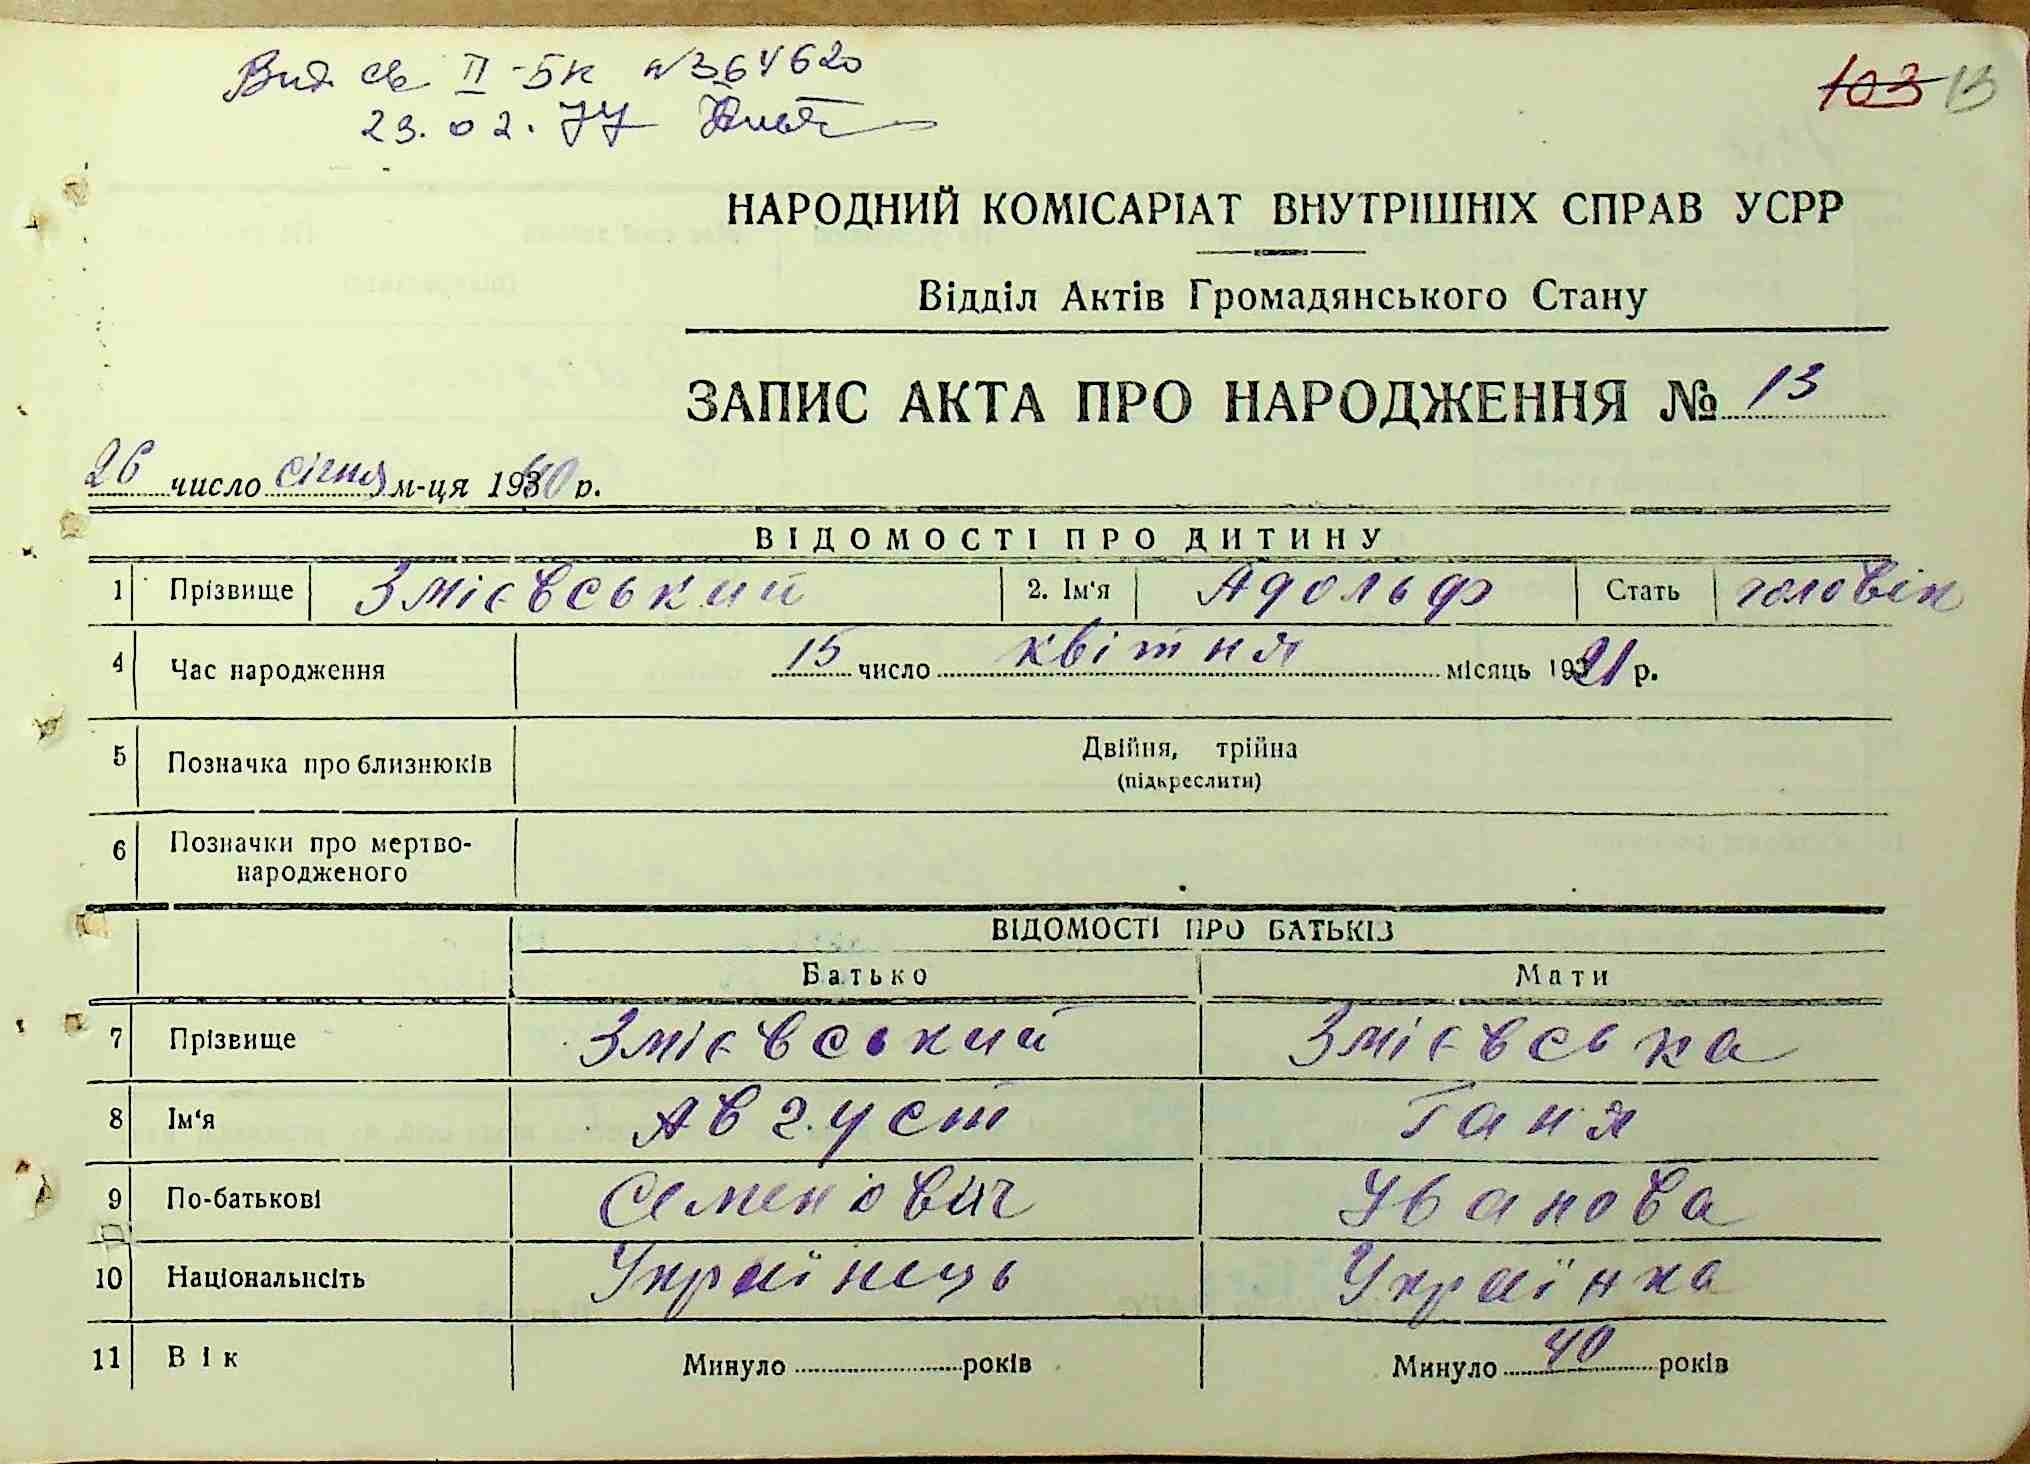 Вид св II-БК №364620
23.02.77
103 13
НАРОДНИЙ КОМІСАРІАТ ВНУТРІШНІХ СПРАВ УСРР
Відділ Актів Громадянського Стану
ЗАПИС АКТА ПРО НАРОДЖЕННЯ № 13
26 число січня м-ця 1940 р.
ВІДОМОСТІ ПРО ДИТИНУ
1 Прізвище Змієвський 2. Ім'я Адольф Стать чоловік
4 Час народження 15 число квітня місяць 1921 р.
5 Позначка про близнюків Двійня, трійна
(підкреслити)
6 Позначки про мертво-
народженого
ВІДОМОСТІ ПРО БАТЬКІВ
Батько Мати
7 Прізвище Змієвський Змієвська
8 Ім'я Август Ганя
9 По-батькові Семенович Іванова
10 Національність Українець Українка
11 Вік Минуло років Минуло 40 років